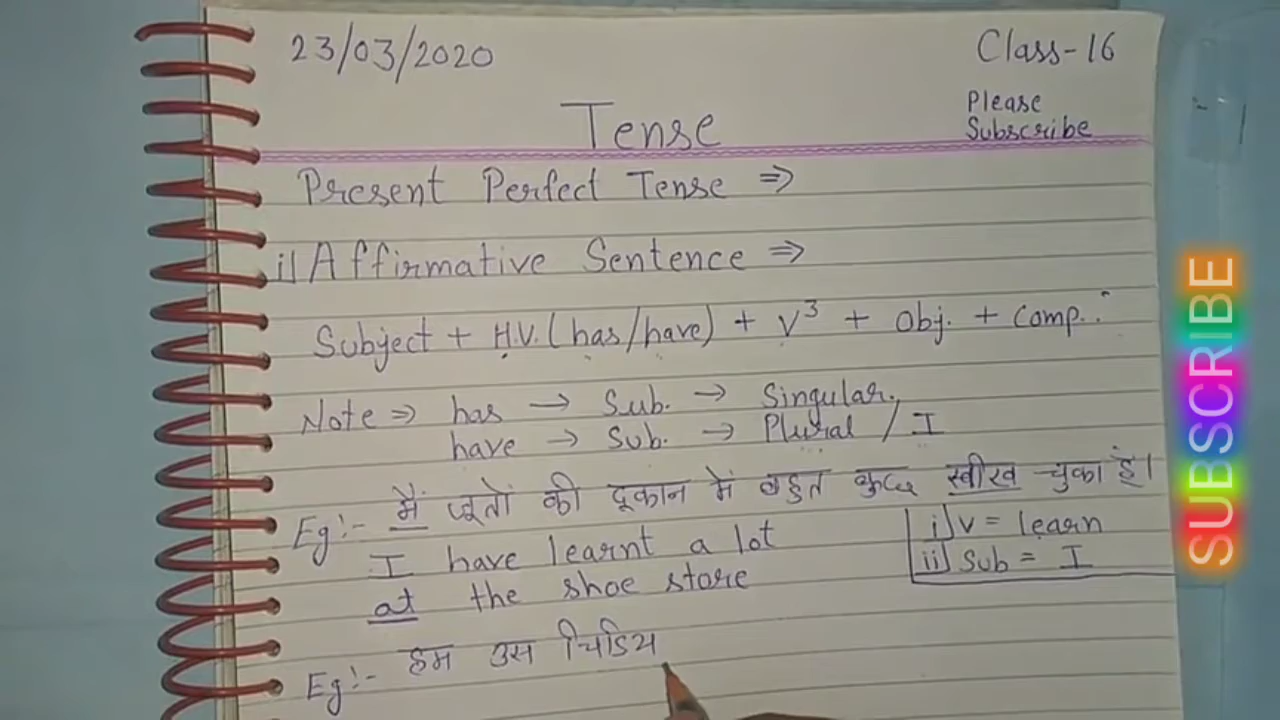 23/03/2020
Class-16
Please
Subscribe
Tense
Present Perfect Tense ⇒
i] Affirmative Sentence ⇒
Subject + H.V. (has/have) + V³ + Obj. + Comp.
Note ⇒ has → Sub. → Singular.
have → Sub. → Plural / I
Eg:- मैं जूतों की दूकान में बहुत कुछ सीख चुका हूं।
I have learnt a lot
at the shoe store
i] V = learn
ii] Sub = I
Eg:- हम उस चिडिय
SUBSCRIBE